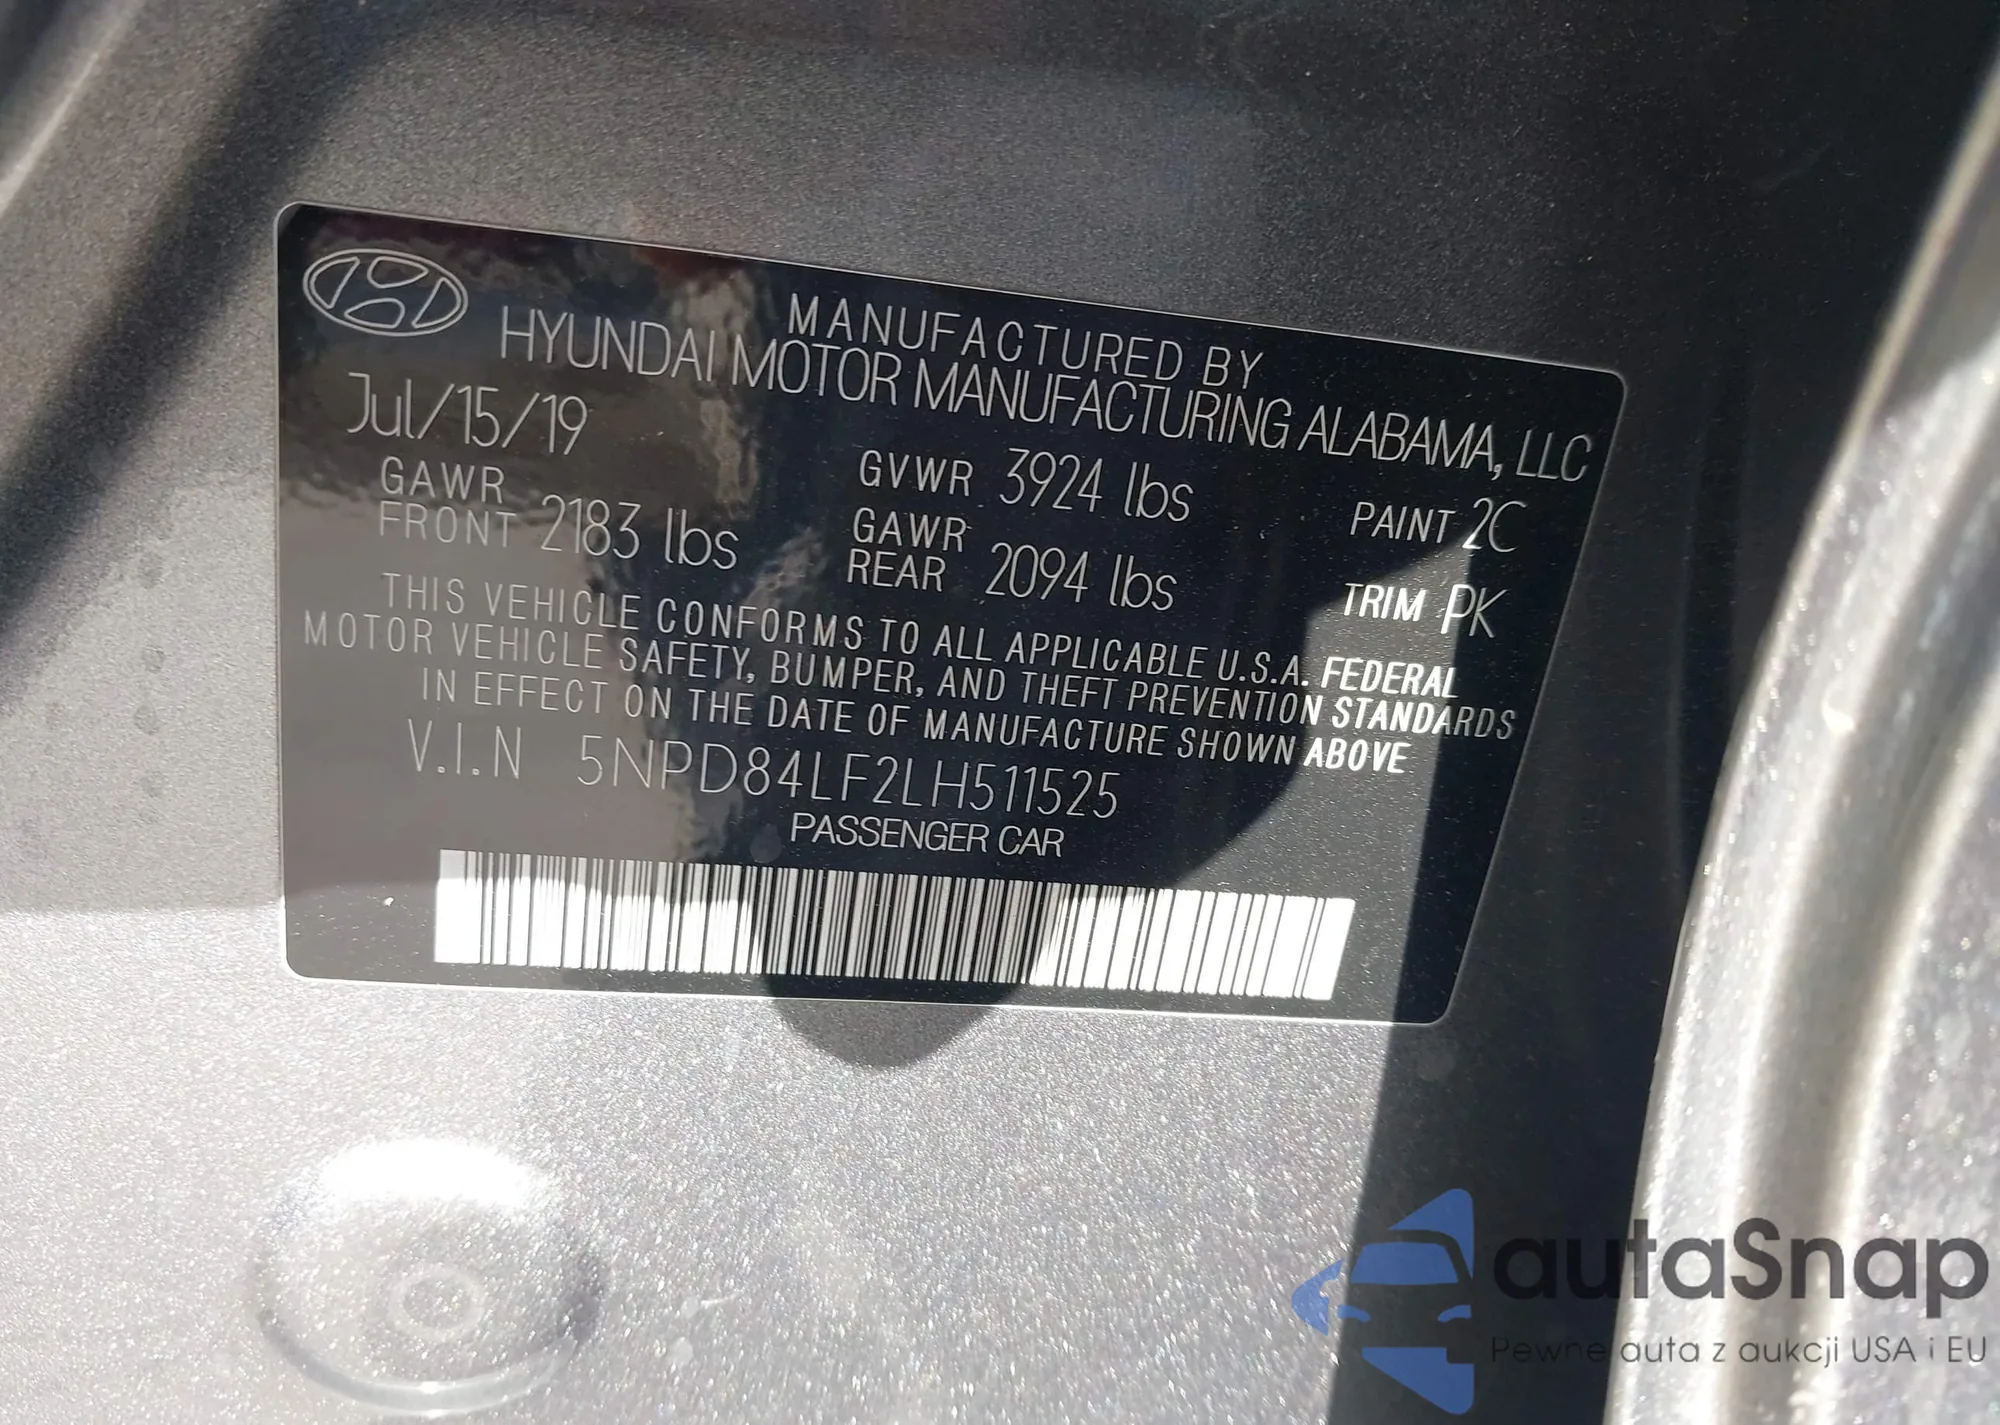 MANUFACTURED BY
HYUNDAI MOTOR MANUFACTURING ALABAMA, LLC
Jul/15/19 GVWR 3924 lbs PAINT 2C
GAWR FRONT 2183 lbs GAWR REAR 2094 lbs TRIM PK
THIS VEHICLE CONFORMS TO ALL APPLICABLE U.S.A. FEDERAL
MOTOR VEHICLE SAFETY, BUMPER, AND THEFT PREVENTION STANDARDS
IN EFFECT ON THE DATE OF MANUFACTURE SHOWN ABOVE
V.I.N 5NPD84LF2LH511525
PASSENGER CAR
autaSnap
Pewne auta z aukcji USA i EU